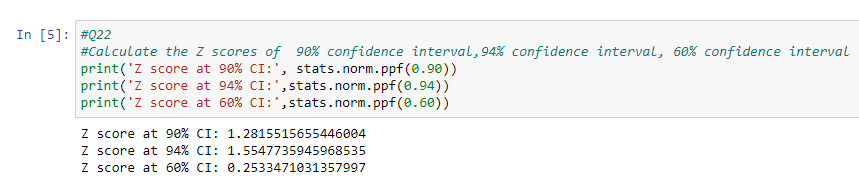 In [5]: #Q22
#Calculate the Z scores of  90% confidence interval,94% confidence interval, 60% confidence interval
print('Z score at 90% CI:', stats.norm.ppf(0.90))
print('Z score at 94% CI:',stats.norm.ppf(0.94))
print('Z score at 60% CI:',stats.norm.ppf(0.60))
Z score at 90% CI: 1.2815515655446004
Z score at 94% CI: 1.5547735945968535
Z score at 60% CI: 0.2533471031357997